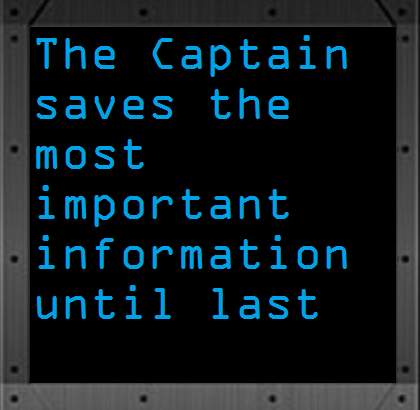 The Captain
saves the
most
important
information
until last